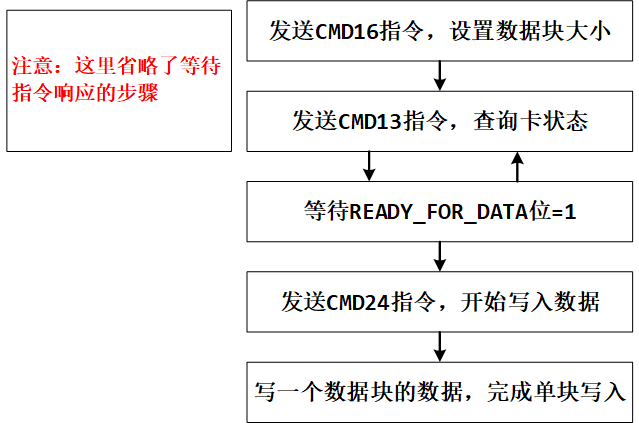 注意：这里省略了等待
指令响应的步骤
发送CMD16指令，设置数据块大小
发送CMD13指令，查询卡状态
等待READY_FOR_DATA位=1
发送CMD24指令，开始写入数据
写一个数据块的数据，完成单块写入